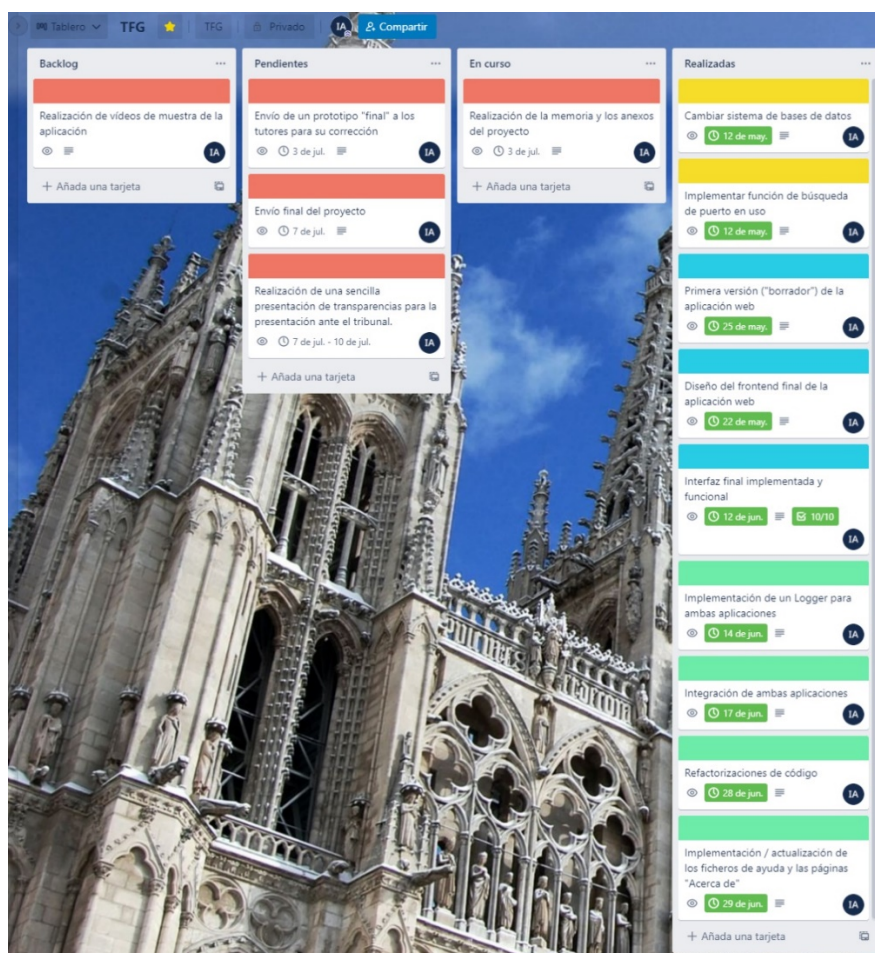 Tablero TFG TFG Privado IA Compartir
Backlog
Realización de vídeos de muestra de la
aplicación
IA
+ Añada una tarjeta
Pendientes
Envío de un prototipo "final" a los
tutores para su corrección
3 de jul. IA
Envío final del proyecto
7 de jul. IA
Realización de una sencilla
presentación de transparencias para la
presentación ante el tribunal.
7 de jul. - 10 de jul. IA
+ Añada una tarjeta
En curso
Realización de la memoria y los anexos
del proyecto
3 de jul. IA
+ Añada una tarjeta
Realizadas
Cambiar sistema de bases de datos
12 de may. IA
Implementar función de búsqueda
de puerto en uso
12 de may. IA
Primera versión ("borrador") de la
aplicación web
25 de may. IA
Diseño del frontend final de la
aplicación web
22 de may. IA
Interfaz final implementada y
funcional
12 de jun. 10/10
IA
Implementación de un Logger para
ambas aplicaciones
14 de jun. IA
Integración de ambas aplicaciones
17 de jun. IA
Refactorizaciones de código
28 de jun. IA
Implementación / actualización de
los ficheros de ayuda y las páginas
"Acerca de"
29 de jun. IA
+ Añada una tarjeta